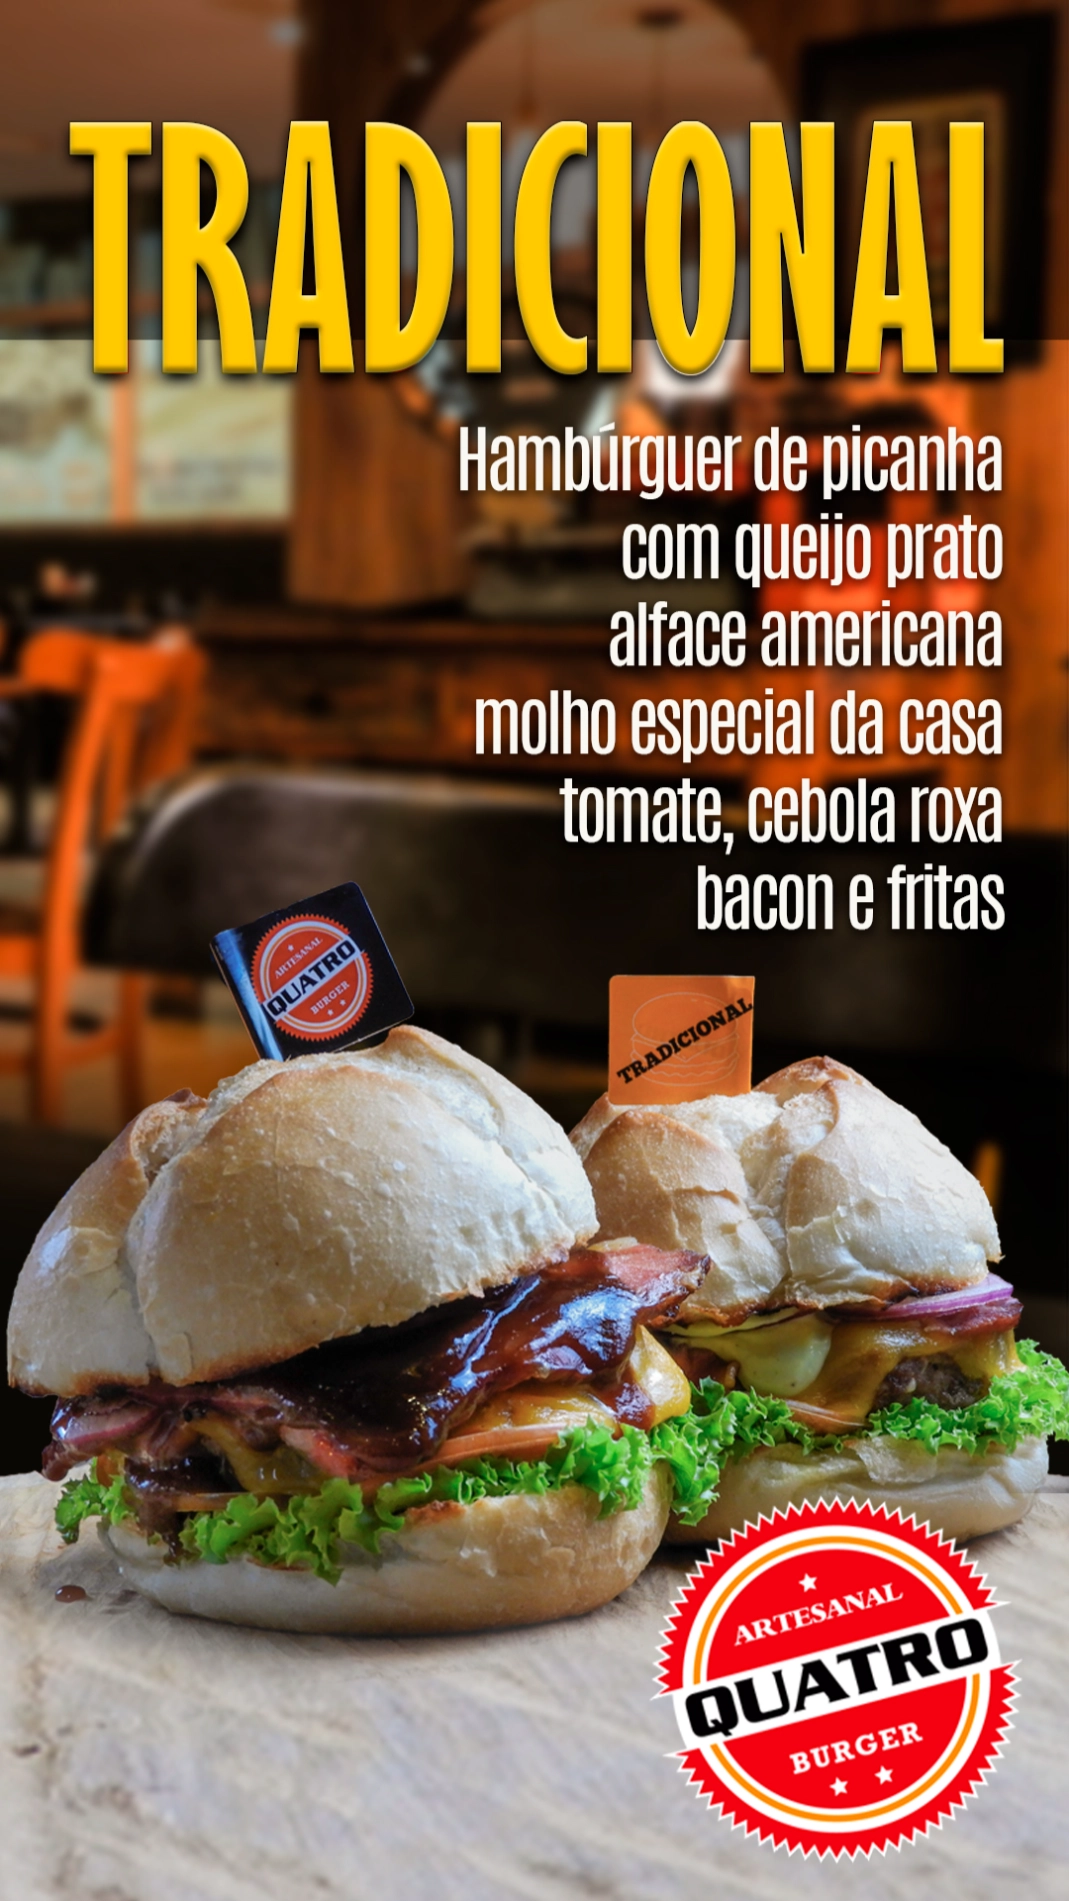 TRADICIONAL
Hambúrguer de picanha
com queijo prato
alface americana
molho especial da casa
tomate, cebola roxa
bacon e fritas
ARTESANAL
QUATRO
BURGER
TRADICIONAL
ARTESANAL
QUATRO
BURGER